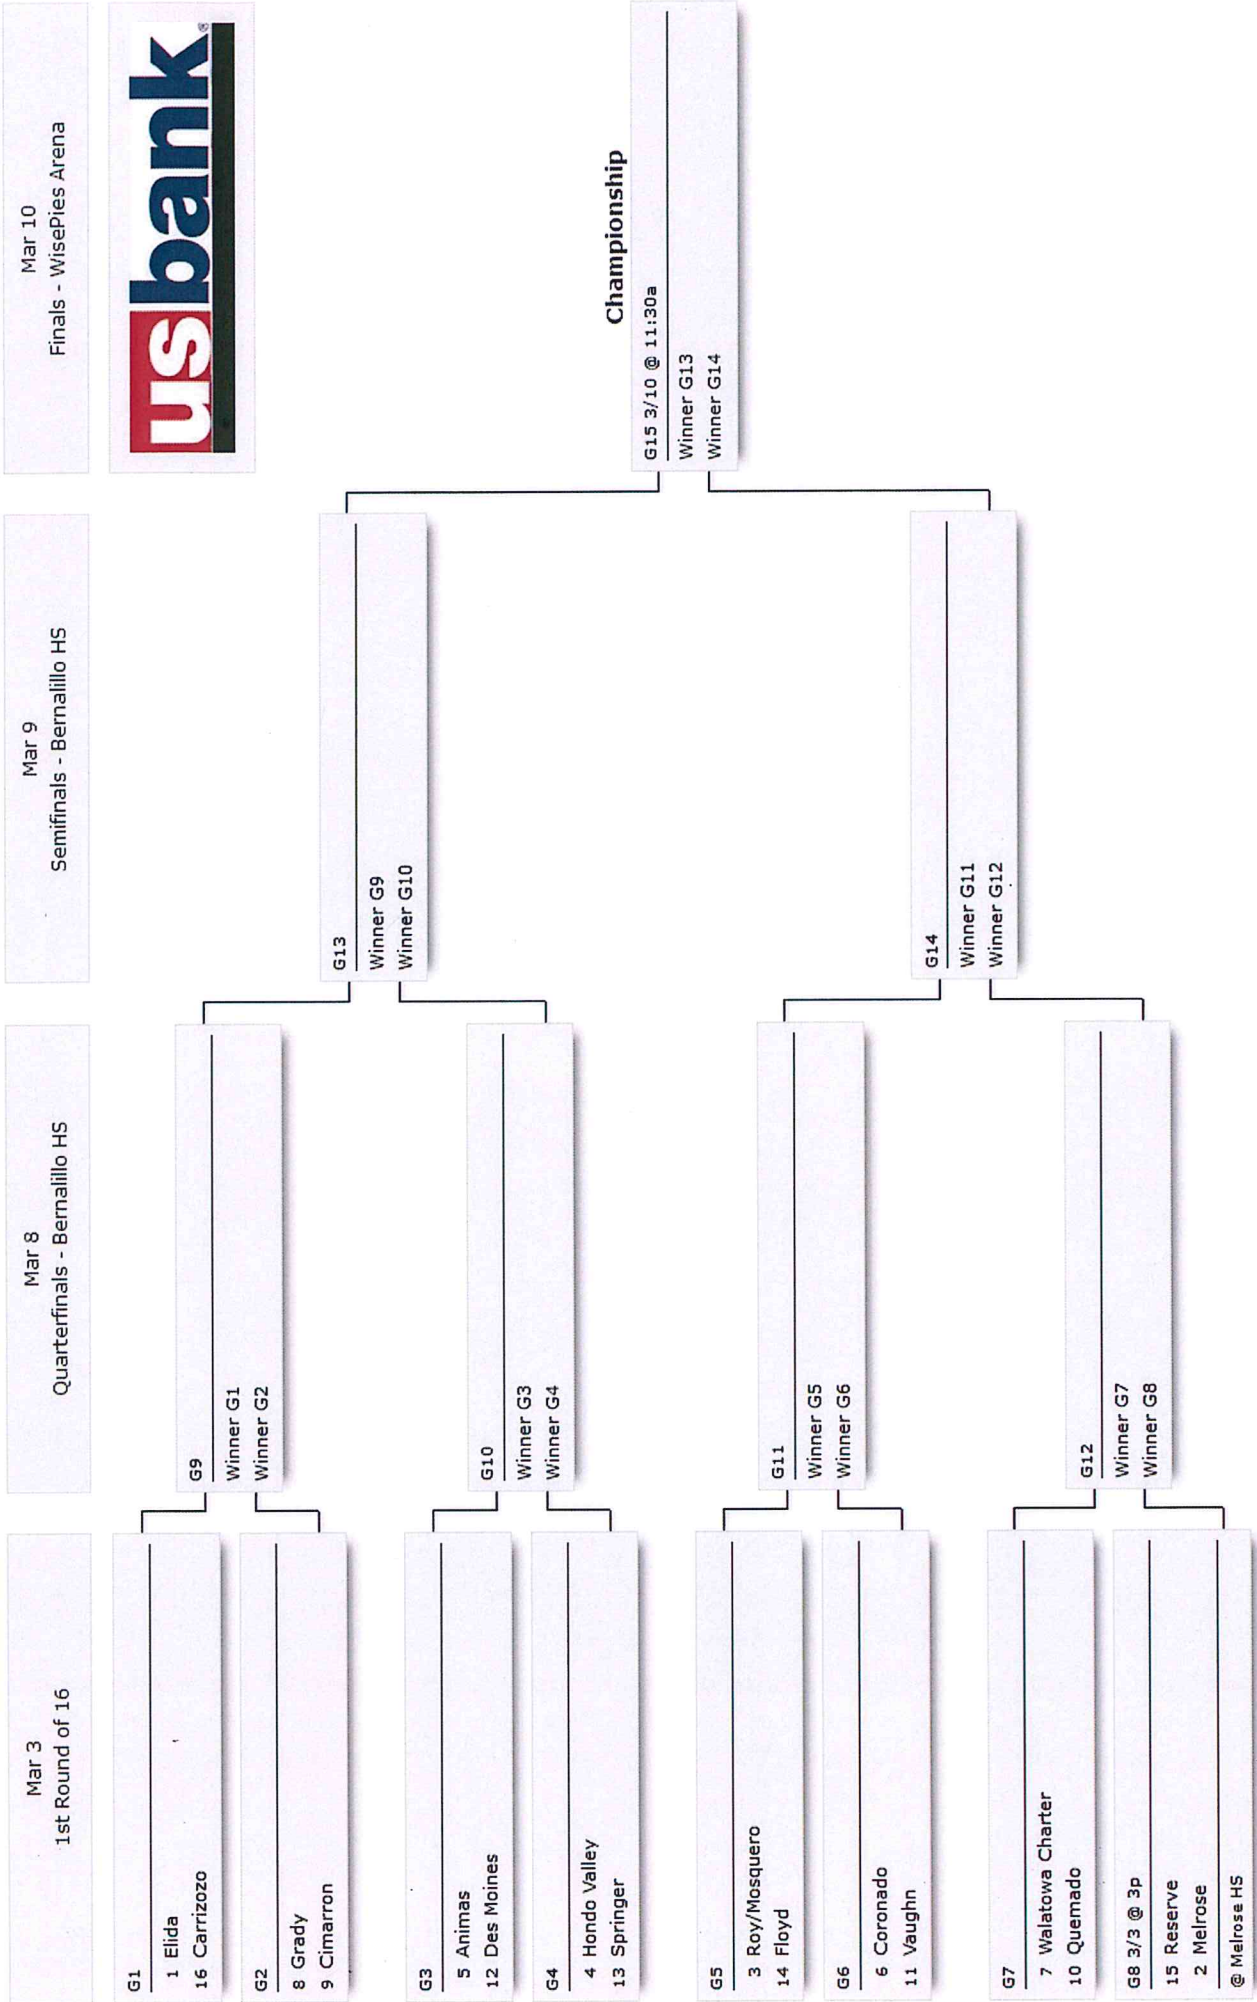 Mar 3
1st Round of 16
Mar 8
Quarterfinals - Bernalillo HS
Mar 9
Semifinals - Bernalillo HS
Mar 10
Finals - WisePies Arena
usbank®
G1
1 Elida
16 Carrizozo
G2
8 Grady
9 Cimarron
G3
5 Animas
12 Des Moines
G4
4 Hondo Valley
13 Springer
G5
3 Roy/Mosquero
14 Floyd
G6
6 Coronado
11 Vaughn
G7
7 Walatowa Charter
10 Quemado
G8 3/3 @ 3p
15 Reserve
2 Melrose
@ Melrose HS
G9
Winner G1
Winner G2
G10
Winner G3
Winner G4
G11
Winner G5
Winner G6
G12
Winner G7
Winner G8
G13
Winner G9
Winner G10
G14
Winner G11
Winner G12
Championship
G15 3/10 @ 11:30a
Winner G13
Winner G14